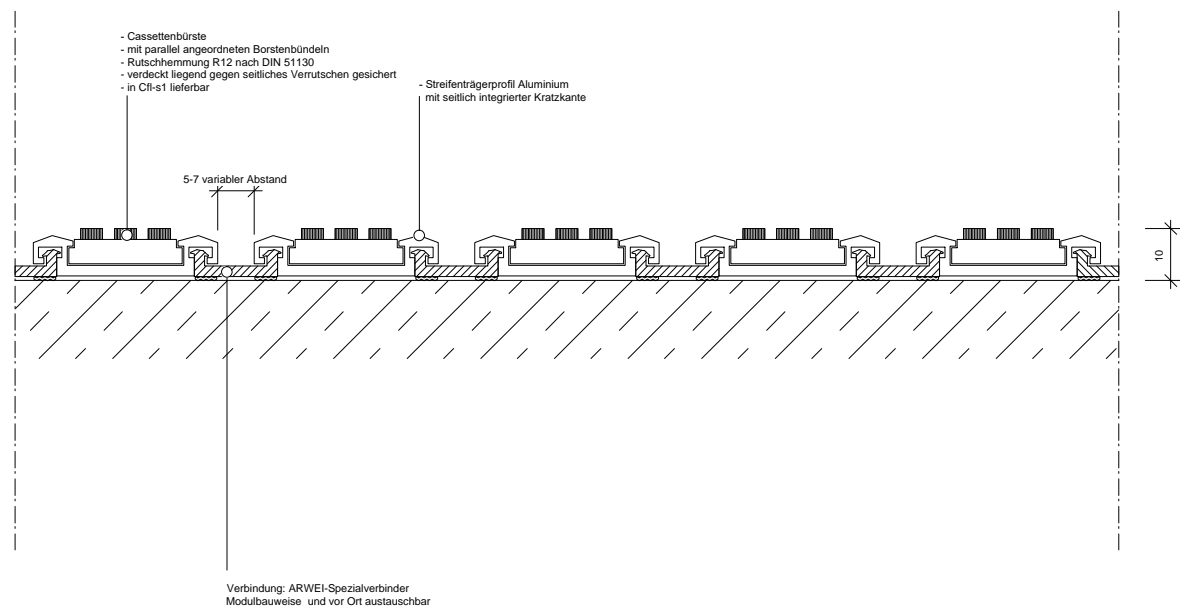 - Cassettenbürste
- mit parallel angeordneten Borstenbündeln
- Rutschhemmung R12 nach DIN 51130
- verdeckt liegend gegen seitliches Verrutschen gesichert
- in Cfl-s1 lieferbar
- Streifenträgerprofil Aluminium
mit seitlich integrierter Kratzkante
5-7 variabler Abstand
10
Verbindung: ARWEI-Spezialverbinder
Modulbauweise und vor Ort austauschbar